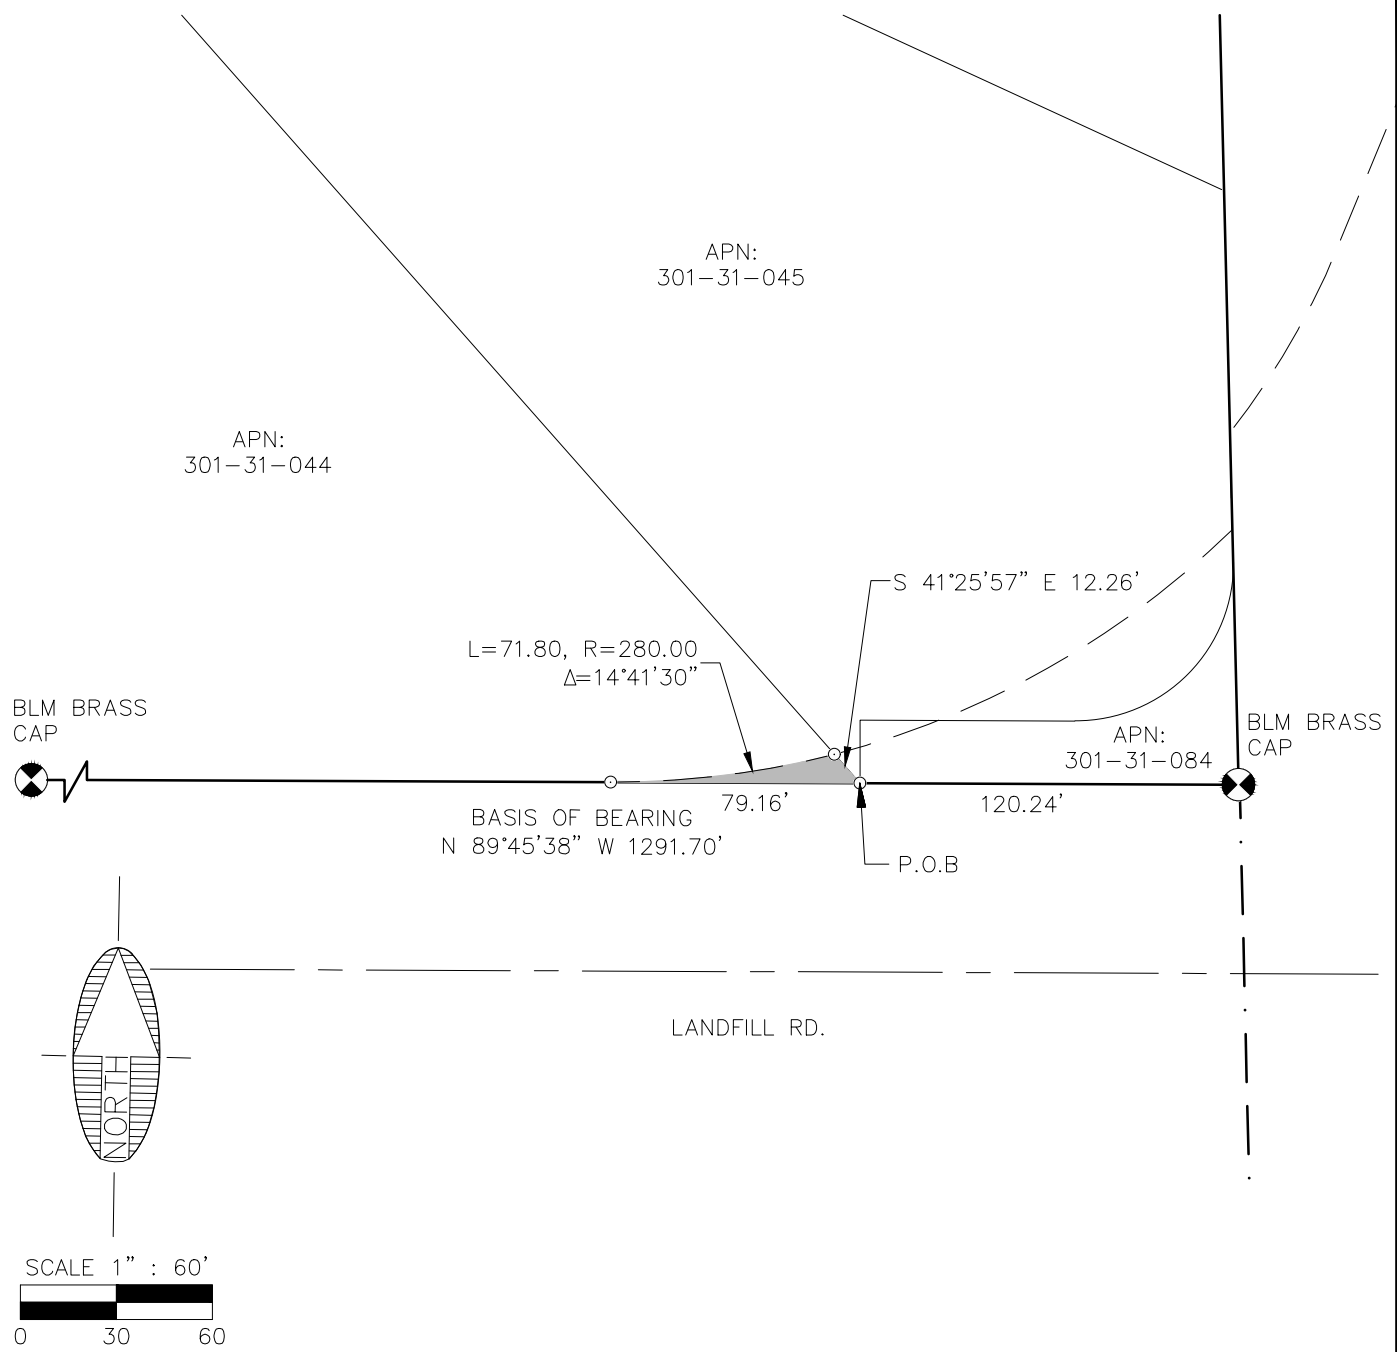 APN:
301-31-045
APN:
301-31-044
S 41°25'57" E 12.26'
L=71.80, R=280.00
Δ=14°41'30"
BLM BRASS
CAP
BLM BRASS
CAP
APN:
301-31-084
79.16'
120.24'
BASIS OF BEARING
N 89°45'38" W 1291.70'
P.O.B
LANDFILL RD.
NORTH
SCALE 1" : 60'
0 30 60